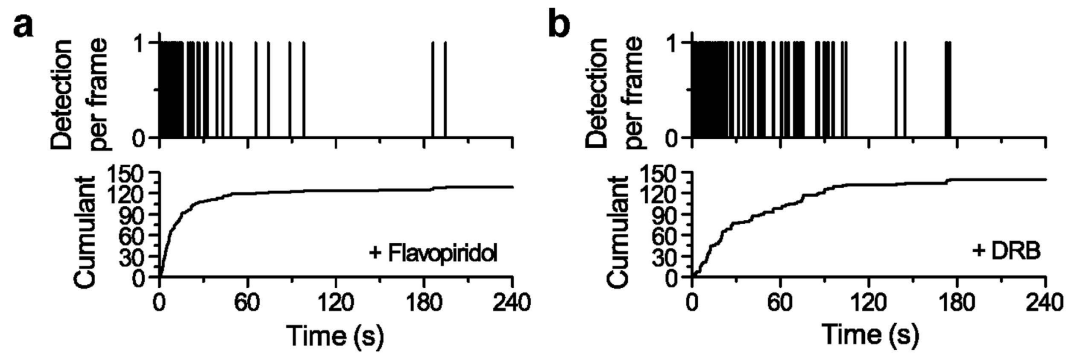 a
Detection
per frame
1
0
Cumulant
150
120
90
60
30
0
+ Flavopiridol
0 60 120 180 240
Time (s)
b
Detection
per frame
1
0
Cumulant
150
120
90
60
30
0
+ DRB
0 60 120 180 240
Time (s)